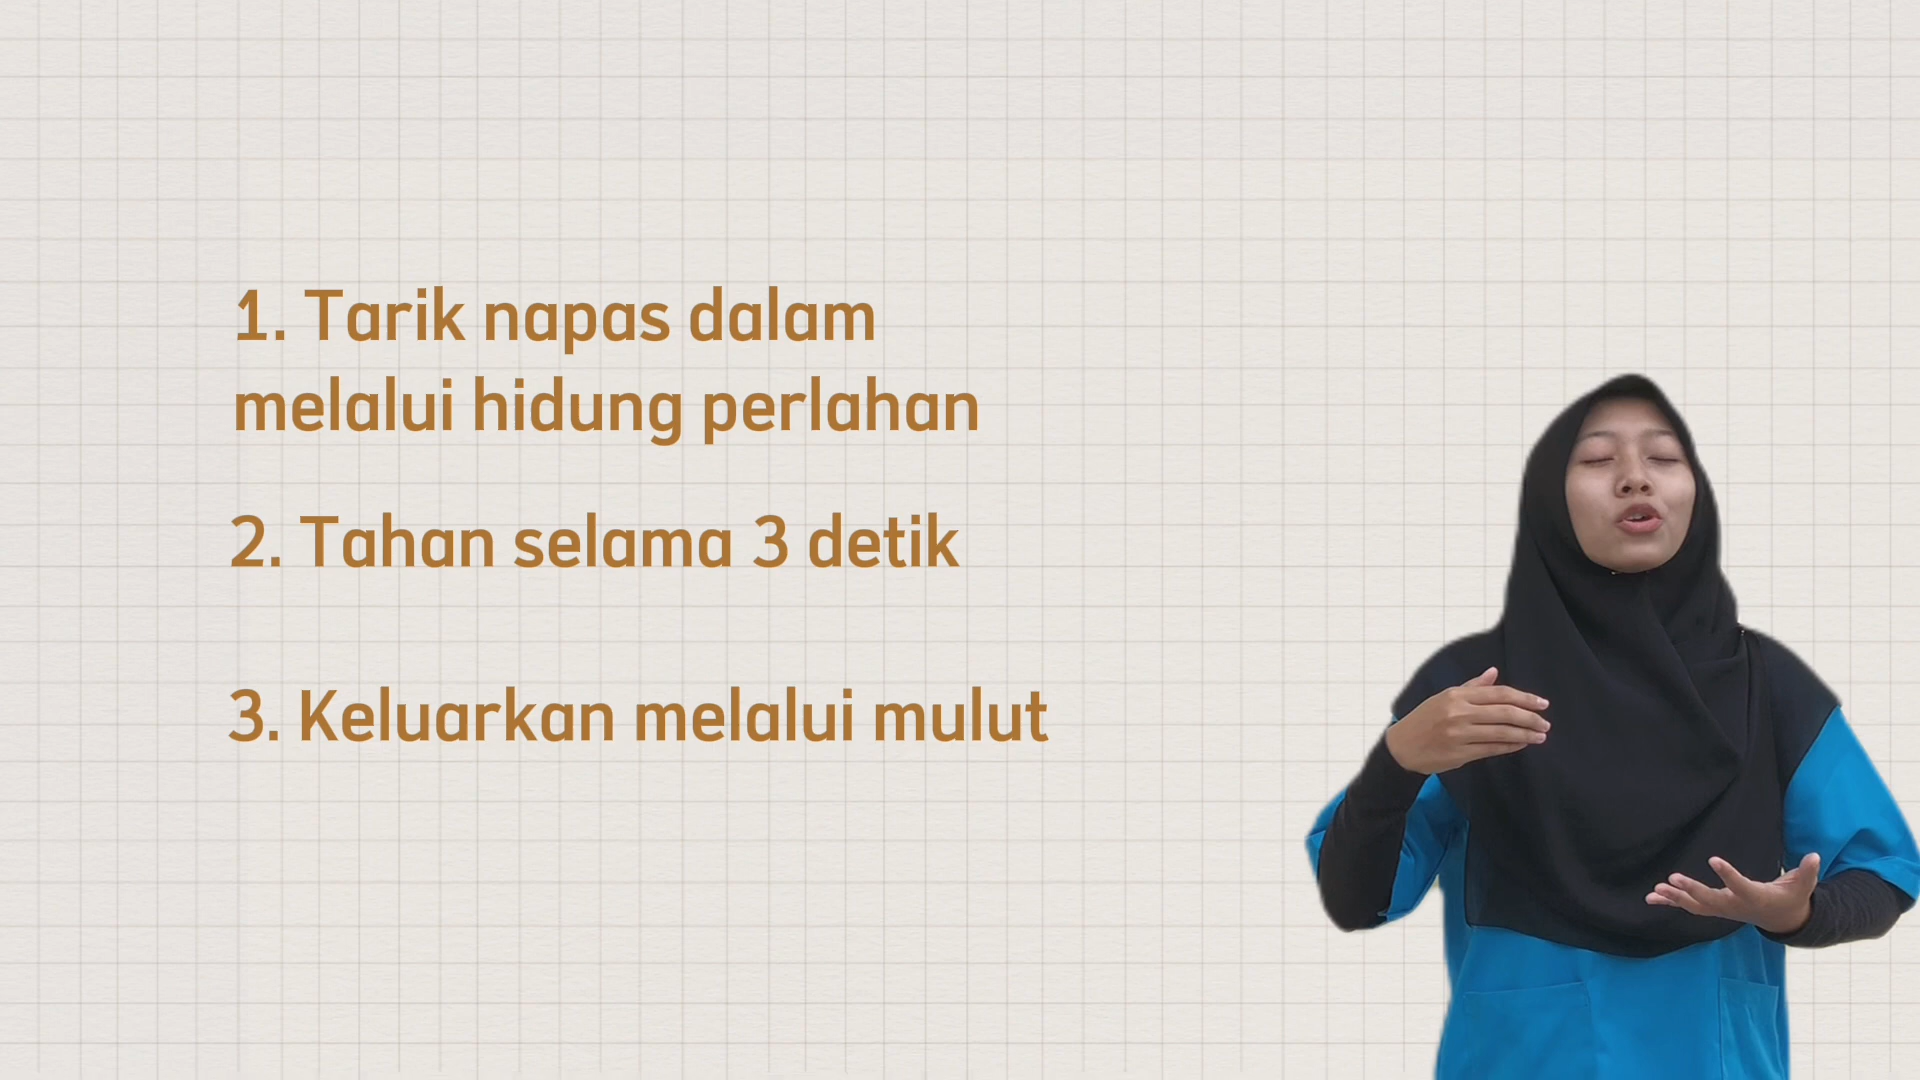 1. Tarik napas dalam
melalui hidung perlahan
2. Tahan selama 3 detik
3. Keluarkan melalui mulut